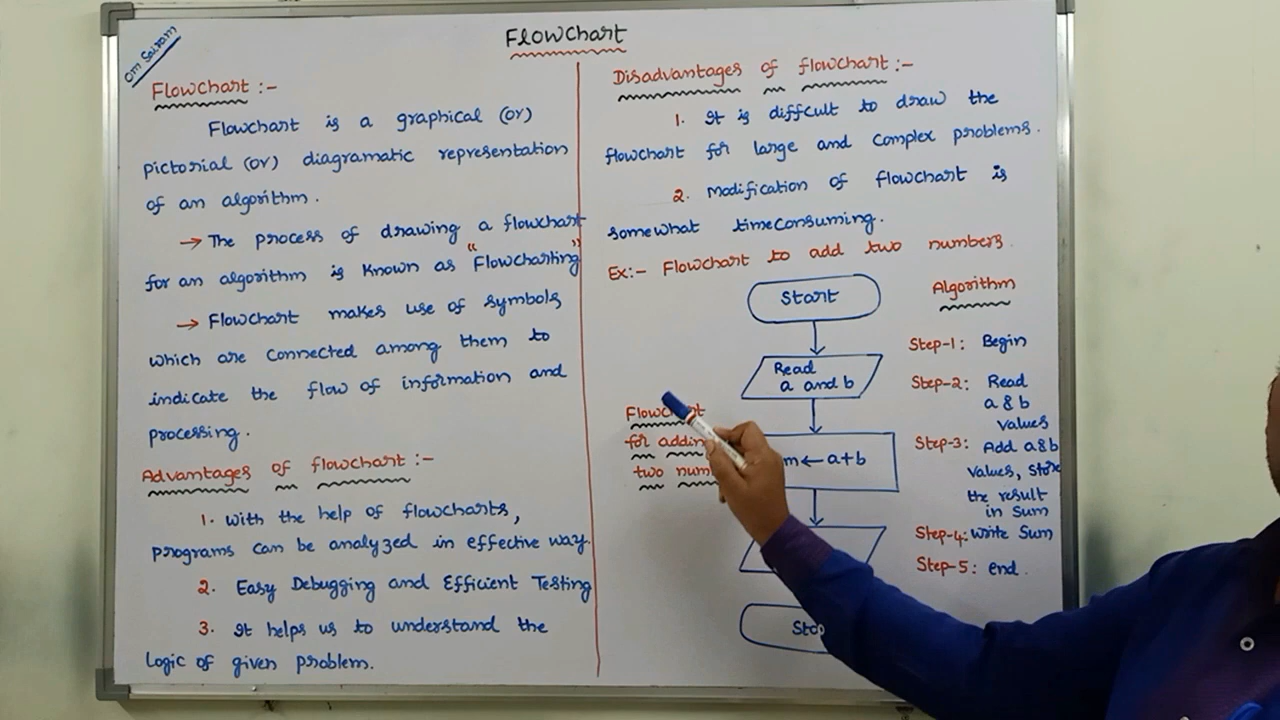 Om Sairam
Flowchart
Flowchart :-
Flowchart is a graphical (or)
pictorial (or) diagramatic representation
of an algorithm.
→ The process of drawing a flowchart
for an algorithm is known as "Flowcharting"
→ Flowchart makes use of symbols
which are connected among them to
indicate the flow of information and
processing.
Advantages of flowchart :-
1. With the help of flowcharts,
programs can be analyzed in effective way.
2. Easy Debugging and Efficient Testing
3. It helps us to understand the
logic of given problem.
Disadvantages of flowchart :-
1. It is difficult to draw the
flowchart for large and complex problems.
2. Modification of flowchart is
somewhat timeconsuming.
Ex:- Flowchart to add two numbers.
Start
Read
a and b
←a+b
Flowchart
for
two
Algorithm
Step-1: Begin
Step-2: Read
a & b
values
Step-3: Add a&b
values, store
the result
in Sum
Step-4: Write Sum
Step-5: end.